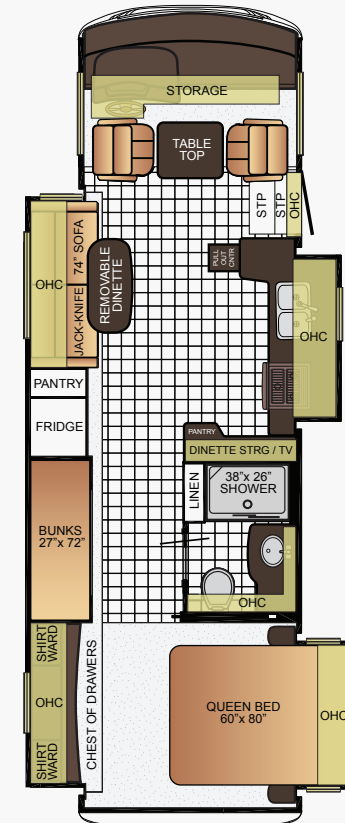 STORAGE
TABLE
TOP
STP
STP
OHC
PULL
OUT
CNTR
OHC
74" SOFA
JACK-KNIFE
REMOVABLE
DINETTE
OHC
PANTRY
FRIDGE
PANTRY
DINETTE STRG / TV
LINEN
38"x 26"
SHOWER
BUNKS
27"x 72"
OHC
SHIRT
WARD
OHC
SHIRT
WARD
CHEST OF DRAWERS
QUEEN BED
60"x 80"
OHC